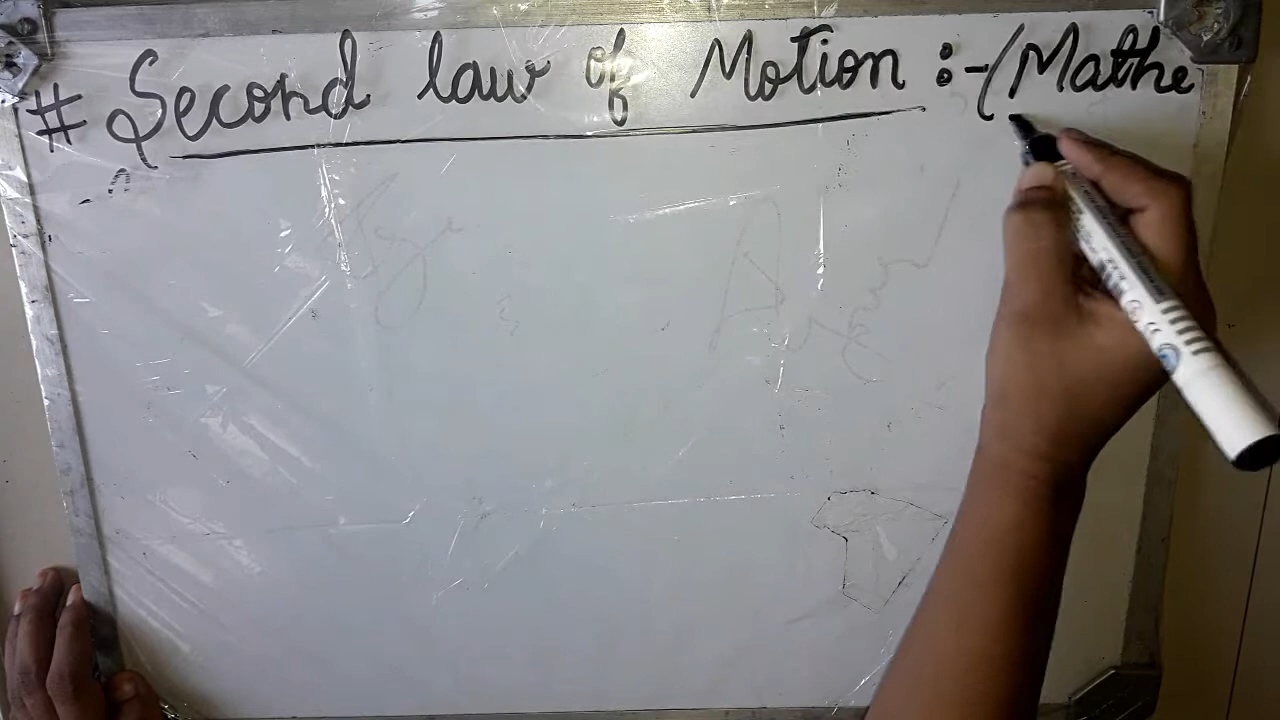 # Second law of Motion :-(Mathe